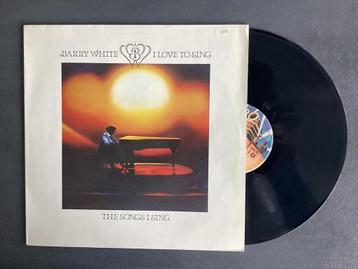 BARRY WHITE I LOVE TO SING
THE SONGS I SING